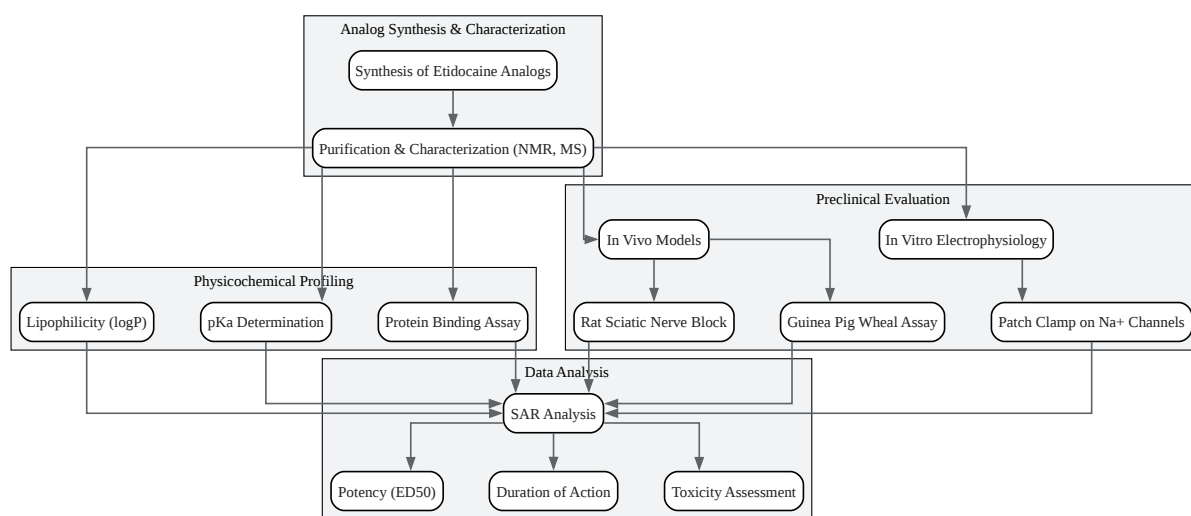 Analog Synthesis & Characterization
Synthesis of Etidocaine Analogs
Purification & Characterization (NMR, MS)
Preclinical Evaluation
In Vivo Models
In Vitro Electrophysiology
Physicochemical Profiling
Lipophilicity (logP)
pKa Determination
Protein Binding Assay
Rat Sciatic Nerve Block
Guinea Pig Wheal Assay
Patch Clamp on Na+ Channels
Data Analysis
SAR Analysis
Potency (ED50)
Duration of Action
Toxicity Assessment